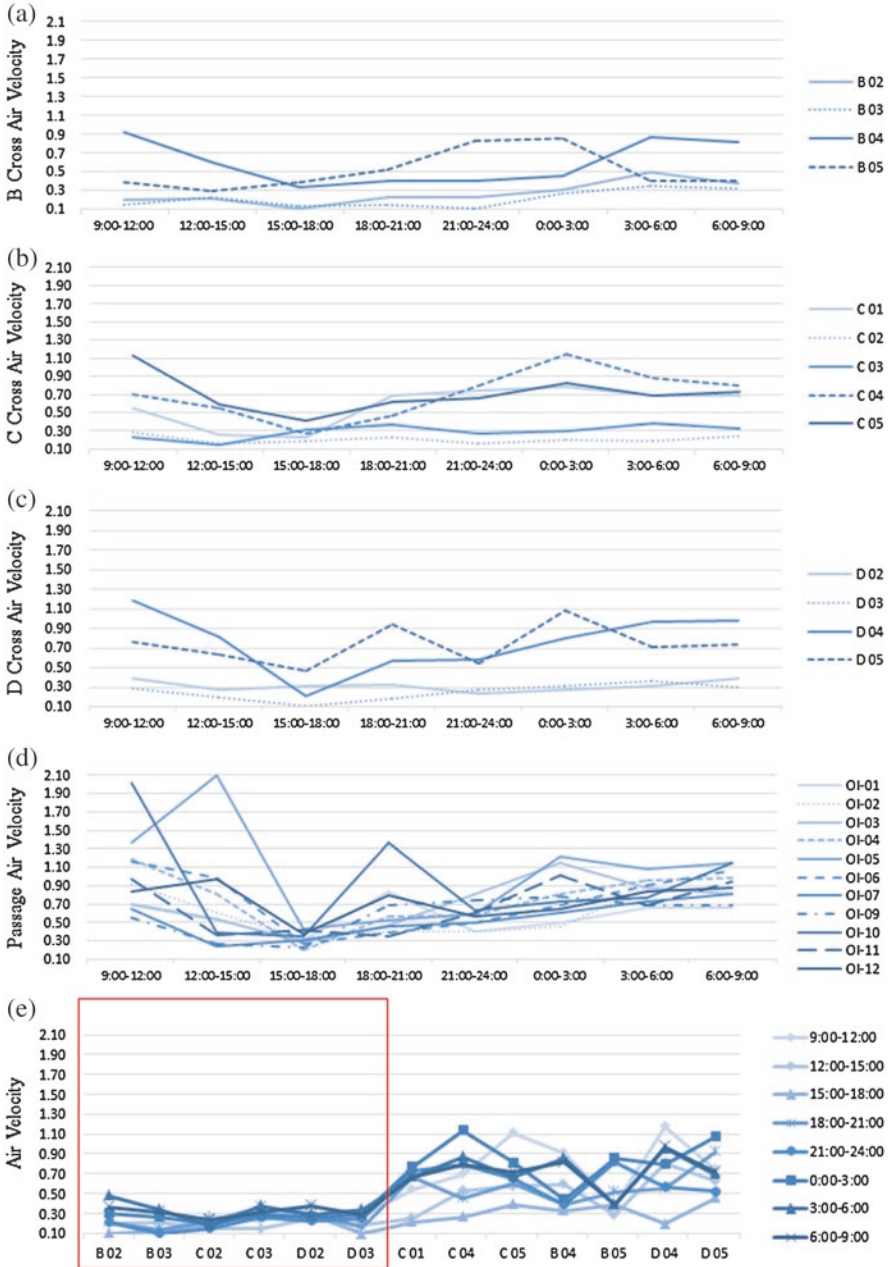 (a)
B Cross Air Velocity
2.1
1.9
1.7
1.5
1.3
1.1
0.9
0.7
0.5
0.3
0.1
9:00-12:00 12:00-15:00 15:00-18:00 18:00-21:00 21:00-24:00 0:00-3:00 3:00-6:00 6:00-9:00
B 02
B 03
B 04
B 05
(b)
C Cross Air Velocity
2.10
1.90
1.70
1.50
1.30
1.10
0.90
0.70
0.50
0.30
0.10
9:00-12:00 12:00-15:00 15:00-18:00 18:00-21:00 21:00-24:00 0:00-3:00 3:00-6:00 6:00-9:00
C 01
C 02
C 03
C 04
C 05
(c)
D Cross Air Velocity
2.10
1.90
1.70
1.50
1.30
1.10
0.90
0.70
0.50
0.30
0.10
9:00-12:00 12:00-15:00 15:00-18:00 18:00-21:00 21:00-24:00 0:00-3:00 3:00-6:00 6:00-9:00
D 02
D 03
D 04
D 05
(d)
Passage Air Velocity
2.10
1.90
1.70
1.50
1.30
1.10
0.90
0.70
0.50
0.30
0.10
9:00-12:00 12:00-15:00 15:00-18:00 18:00-21:00 21:00-24:00 0:00-3:00 3:00-6:00 6:00-9:00
OI-01
OI-02
OI-03
OI-04
OI-05
OI-06
OI-07
OI-09
OI-10
OI-11
OI-12
(e)
Air Velocity
2.10
1.90
1.70
1.50
1.30
1.10
0.90
0.70
0.50
0.30
0.10
B 02 B 03 C 02 C 03 D 02 D 03 C 01 C 04 C 05 B 04 B 05 D 04 D 05
9:00-12:00
12:00-15:00
15:00-18:00
18:00-21:00
21:00-24:00
0:00-3:00
3:00-6:00
6:00-9:00